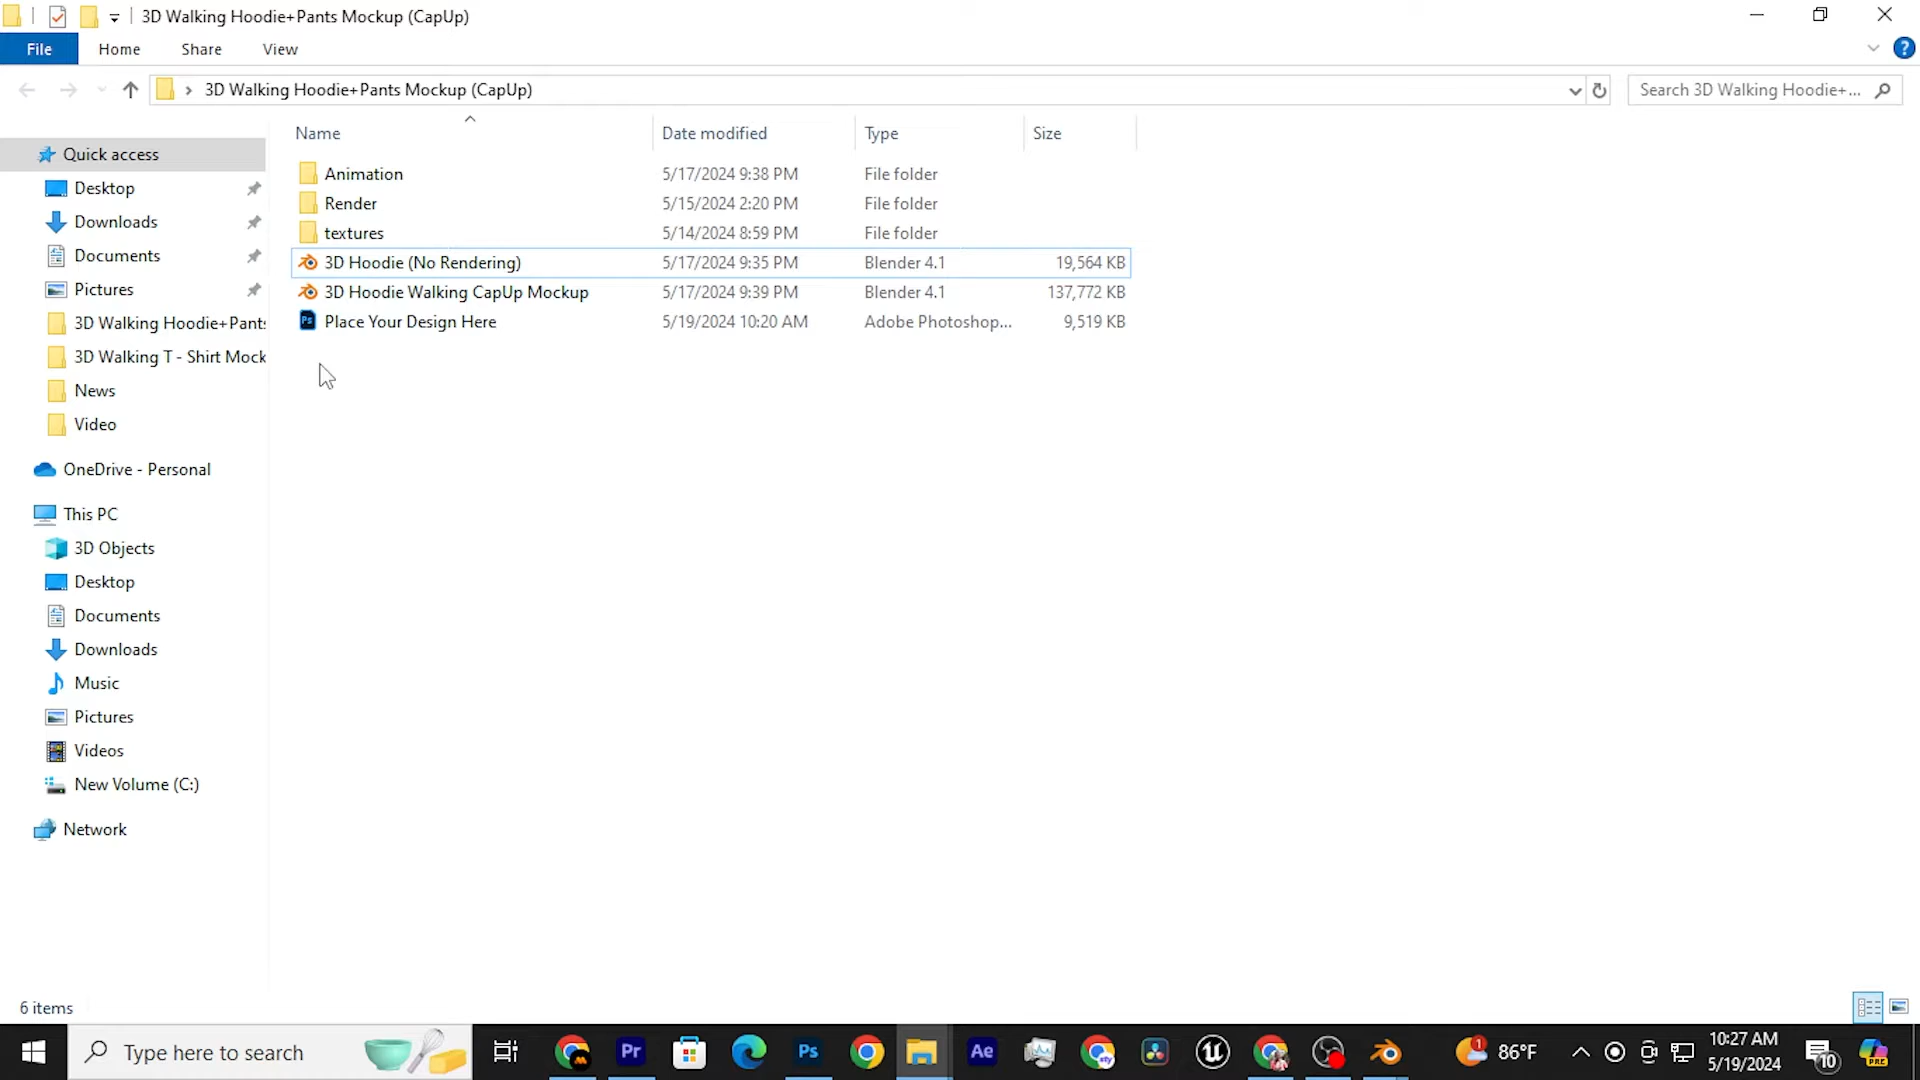 3D Walking Hoodie+Pants Mockup (CapUp)
File Home Share View
3D Walking Hoodie+Pants Mockup (CapUp)
Search 3D Walking Hoodie+...
Name Date modified Type Size
Quick access
Desktop
Downloads
Documents
Pictures
3D Walking Hoodie+Pants
3D Walking T - Shirt Mock
News
Video
OneDrive - Personal
This PC
3D Objects
Desktop
Documents
Downloads
Music
Pictures
Videos
New Volume (C:)
Network
Animation 5/17/2024 9:38 PM File folder
Render 5/15/2024 2:20 PM File folder
textures 5/14/2024 8:59 PM File folder
3D Hoodie (No Rendering) 5/17/2024 9:35 PM Blender 4.1 19,564 KB
3D Hoodie Walking CapUp Mockup 5/17/2024 9:39 PM Blender 4.1 137,772 KB
Place Your Design Here 5/19/2024 10:20 AM Adobe Photoshop... 9,519 KB
6 items
Type here to search
Pr
Ps
Ae
86°F
10:27 AM
5/19/2024
10
PRE